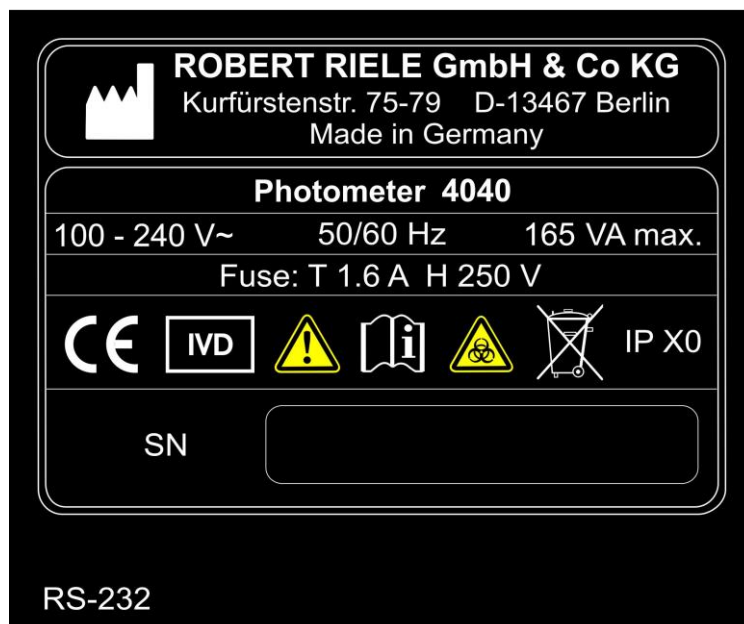 ROBERT RIELE GmbH & Co KG
Kurfürstenstr. 75-79 D-13467 Berlin
Made in Germany
Photometer 4040
100 - 240 V~ 50/60 Hz 165 VA max.
Fuse: T 1.6 A H 250 V
CE IVD ! i IP X0
SN
RS-232